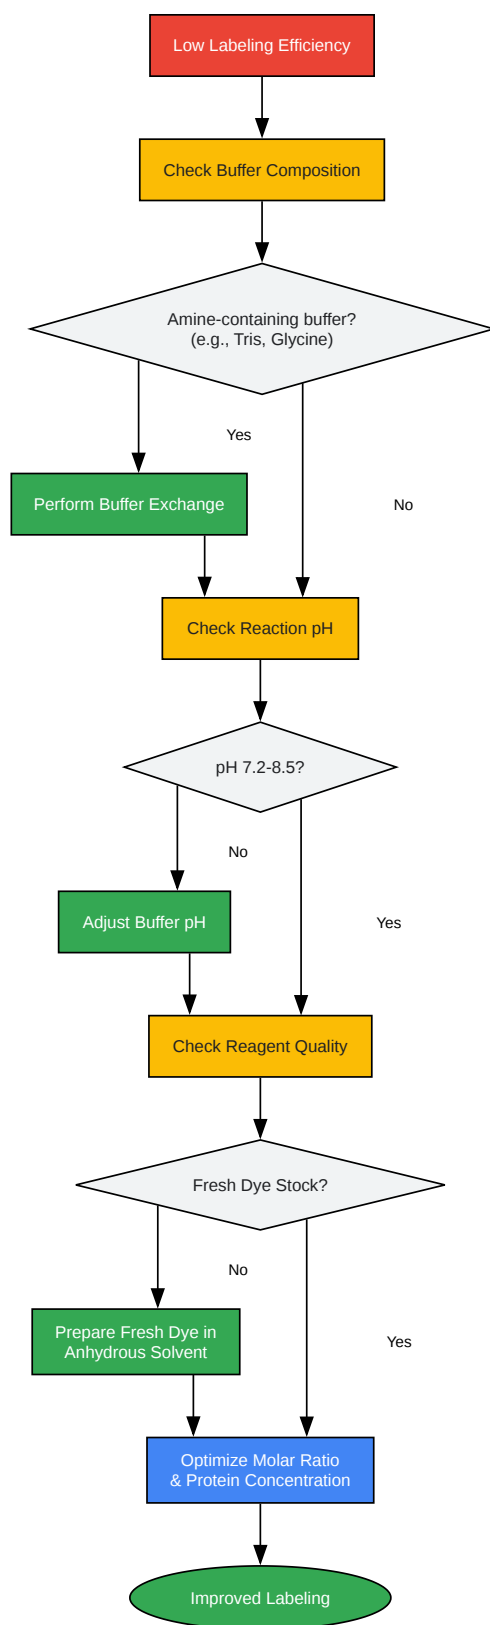 Low Labeling Efficiency
Check Buffer Composition
Amine-containing buffer?
(e.g., Tris, Glycine)
Yes
Perform Buffer Exchange
No
Check Reaction pH
pH 7.2-8.5?
No
Adjust Buffer pH
Yes
Check Reagent Quality
Fresh Dye Stock?
No
Prepare Fresh Dye in
Anhydrous Solvent
Yes
Optimize Molar Ratio
& Protein Concentration
Improved Labeling